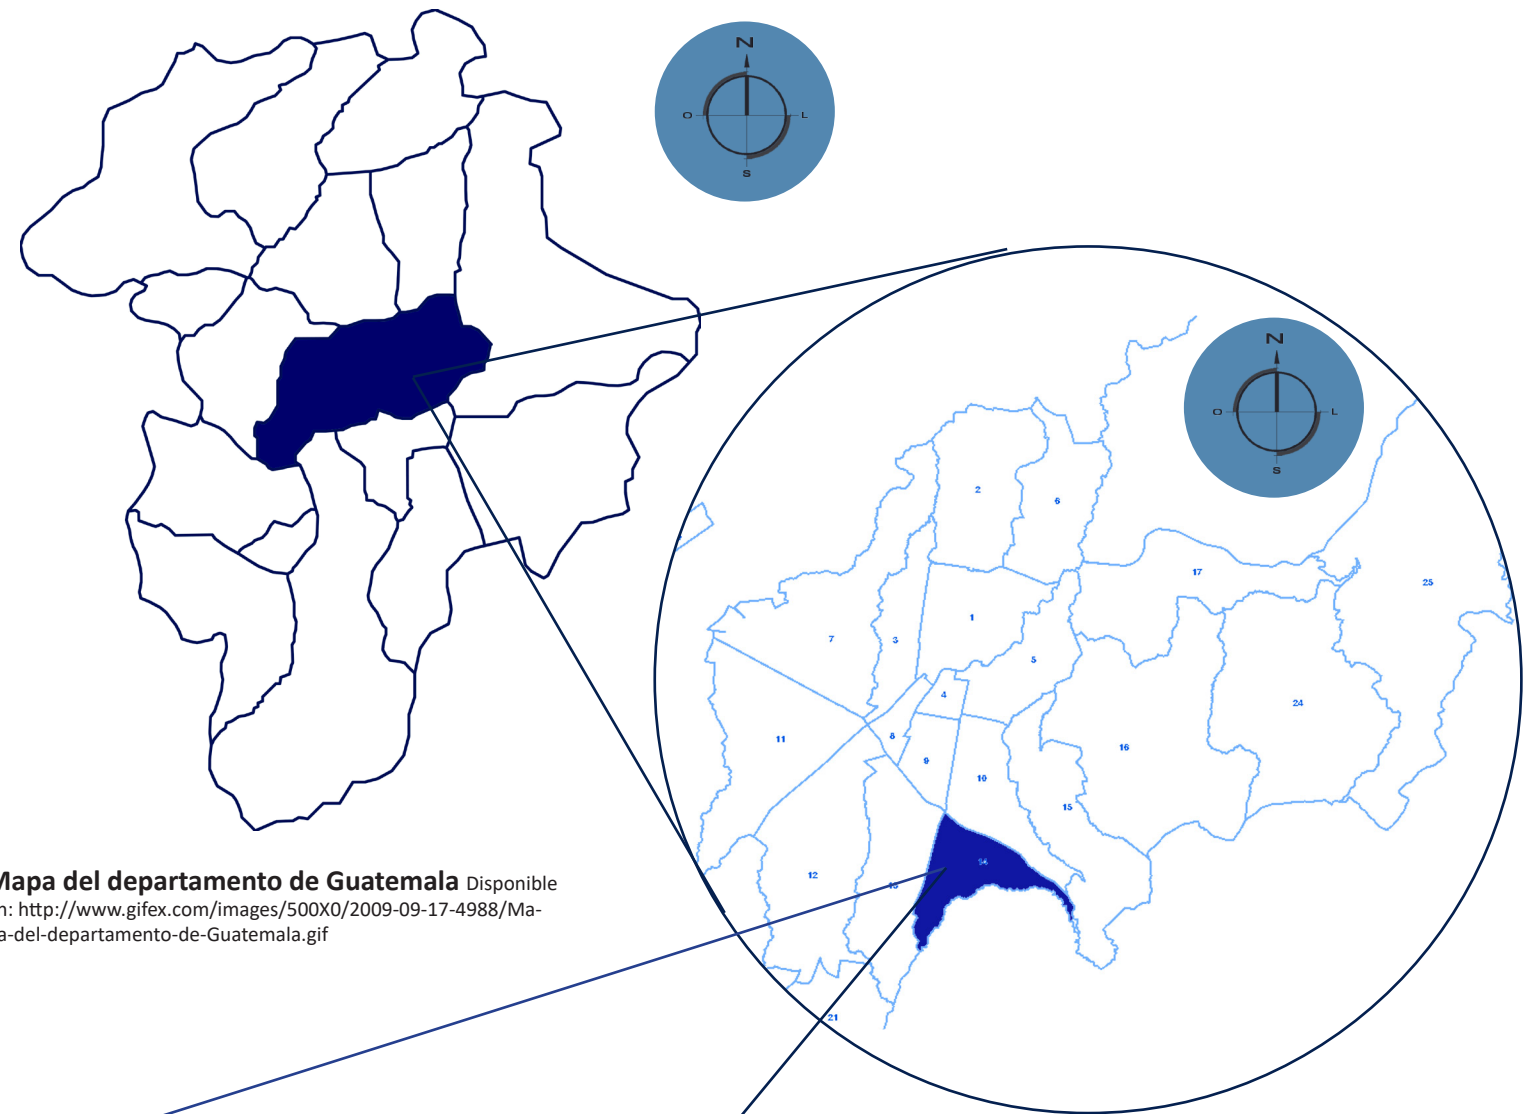 N
O
L
S
N
O
L
S
2
6
17
25
1
7
3
5
4
24
11
8
16
9
10
15
14
12
13
21
Mapa del departamento de Guatemala Disponible
n: http://www.gifex.com/images/500X0/2009-09-17-4988/Ma-
a-del-departamento-de-Guatemala.gif